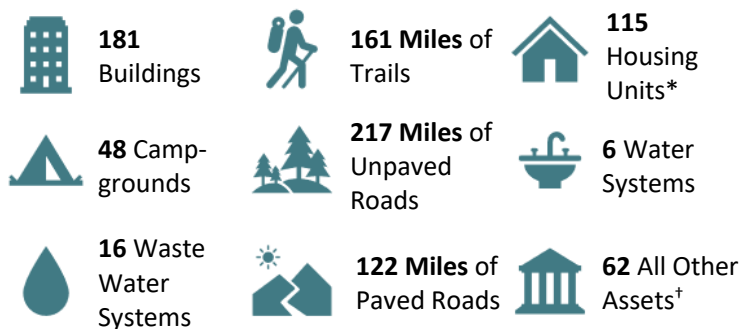 181
Buildings
161 Miles of
Trails
115
Housing
Units*
48 Camp-
grounds
217 Miles of
Unpaved
Roads
6 Water
Systems
16 Waste
Water
Systems
122 Miles of
Paved Roads
62 All Other
Assets†